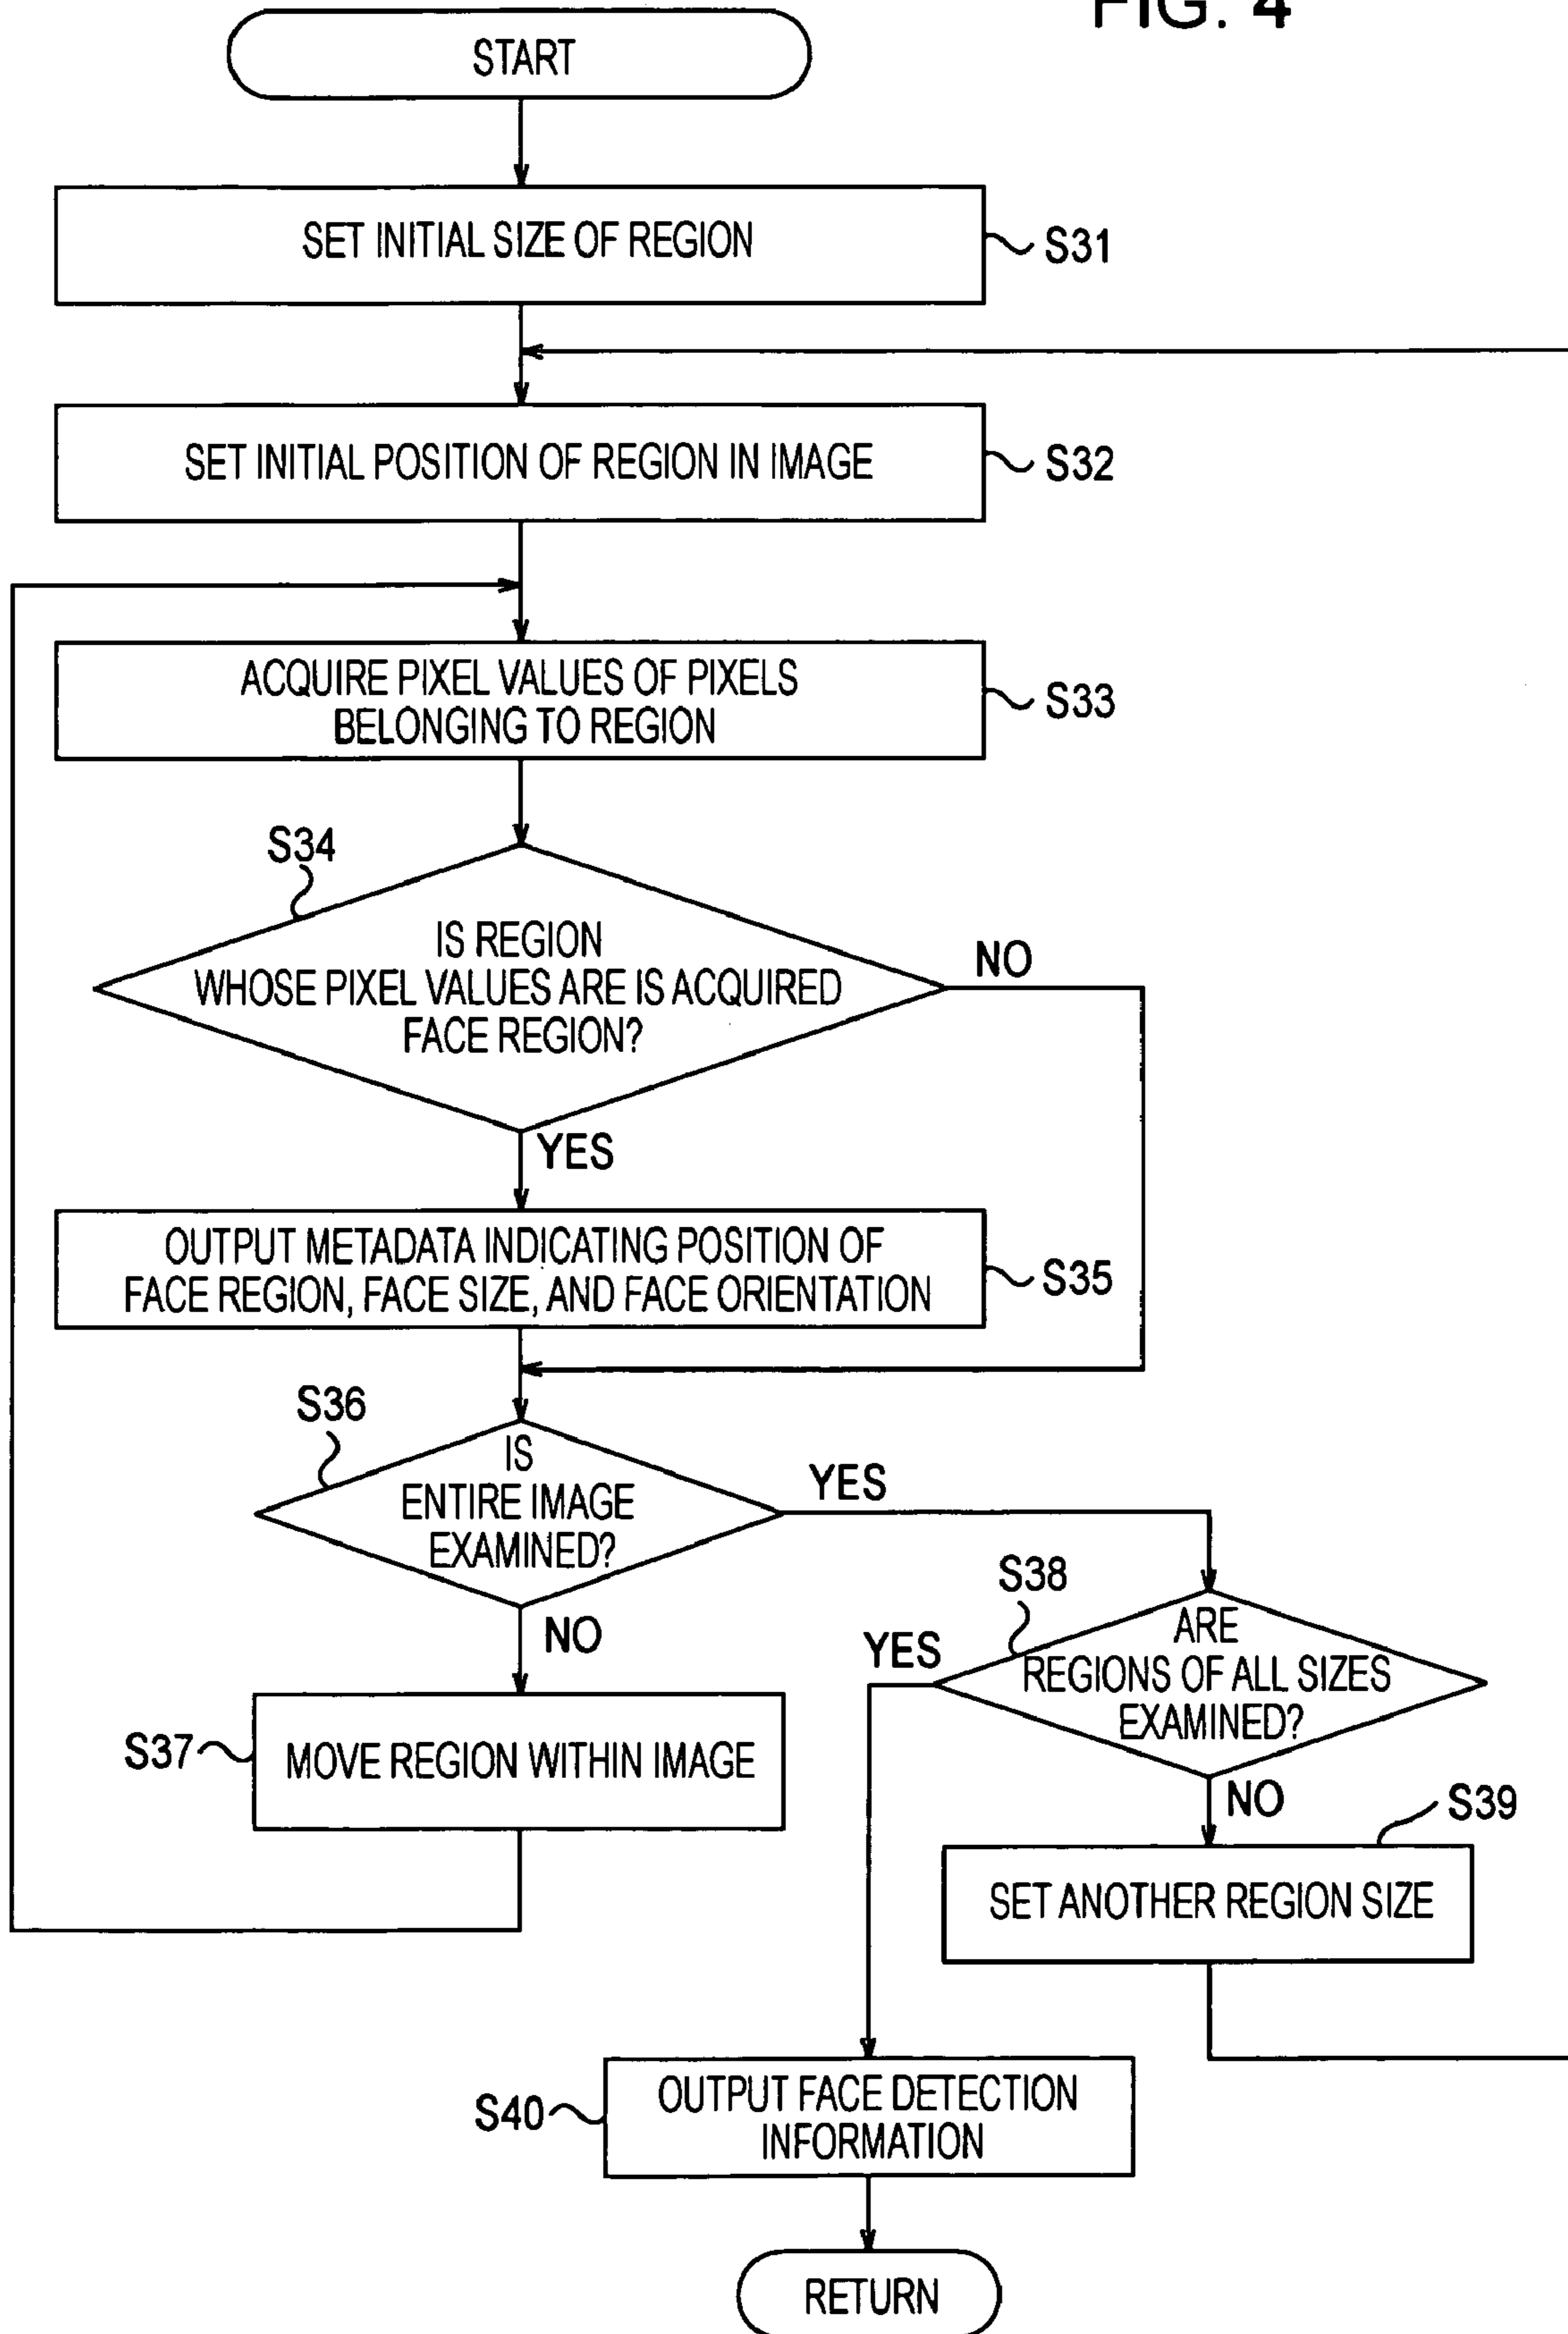 FIG. 4
START
SET INITIAL SIZE OF REGION
S31
SET INITIAL POSITION OF REGION IN IMAGE
S32
ACQUIRE PIXEL VALUES OF PIXELS
BELONGING TO REGION
S33
S34
IS REGION
WHOSE PIXEL VALUES ARE IS ACQUIRED
FACE REGION?
NO
YES
OUTPUT METADATA INDICATING POSITION OF
FACE REGION, FACE SIZE, AND FACE ORIENTATION
S35
S36
IS
ENTIRE IMAGE
EXAMINED?
YES
NO
S37
MOVE REGION WITHIN IMAGE
S38
ARE
REGIONS OF ALL SIZES
EXAMINED?
YES
NO
S39
SET ANOTHER REGION SIZE
S40
OUTPUT FACE DETECTION
INFORMATION
RETURN